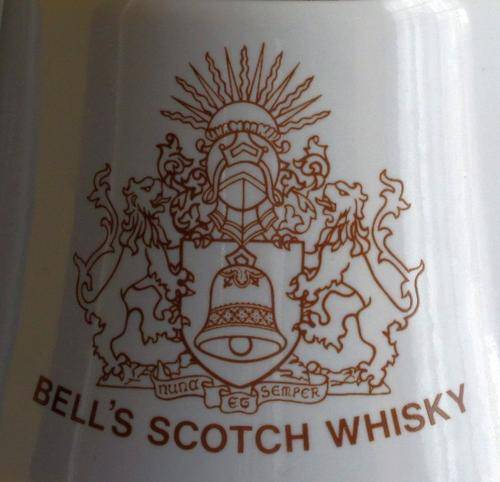 NUNC ET SEMPER
BELL'S SCOTCH WHISKY